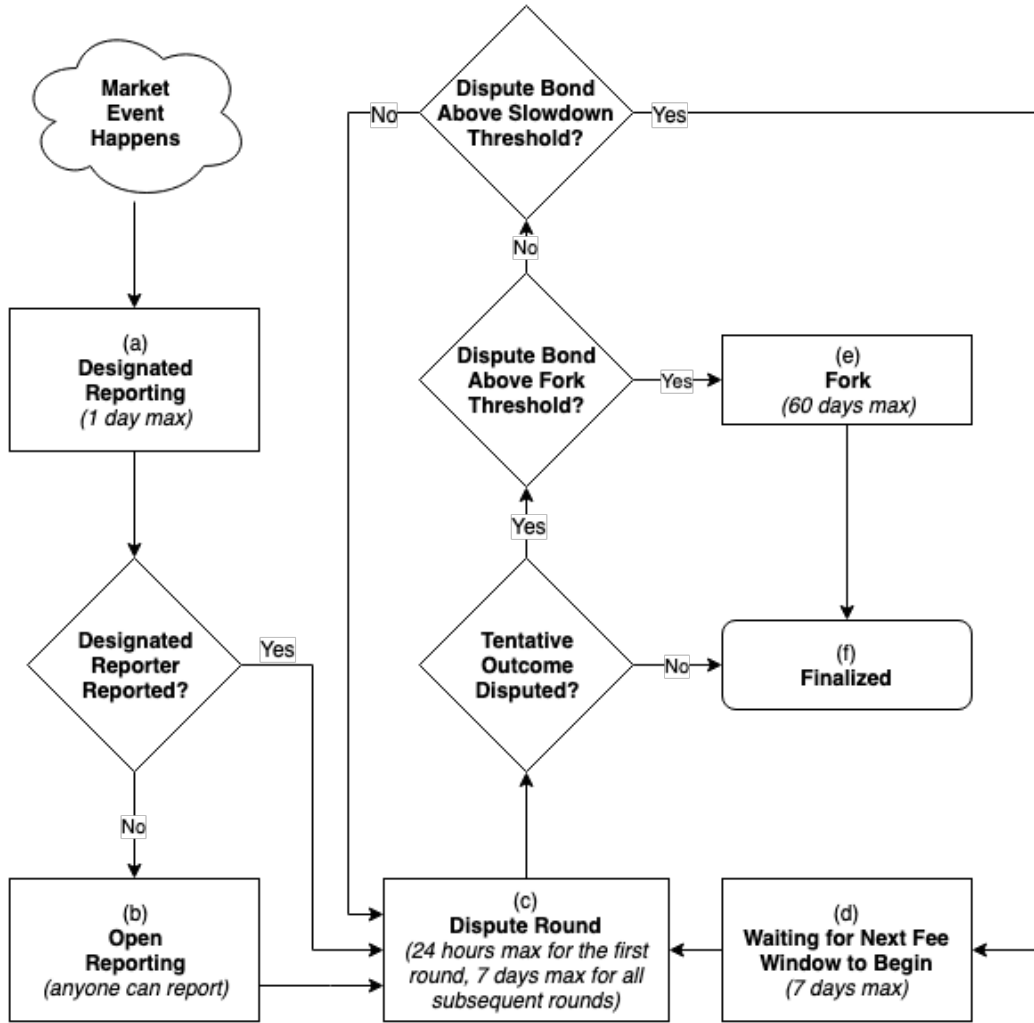 Market
Event
Happens
(a)
Designated
Reporting
(1 day max)
Designated
Reporter
Reported?
Yes
No
(b)
Open
Reporting
(anyone can report)
Dispute Bond
Above Slowdown
Threshold?
No
Yes
No
Dispute Bond
Above Fork
Threshold?
Yes
(e)
Fork
(60 days max)
Yes
Tentative
Outcome
Disputed?
No
(f)
Finalized
(c)
Dispute Round
(24 hours max for the first
round, 7 days max for all
subsequent rounds)
(d)
Waiting for Next Fee
Window to Begin
(7 days max)